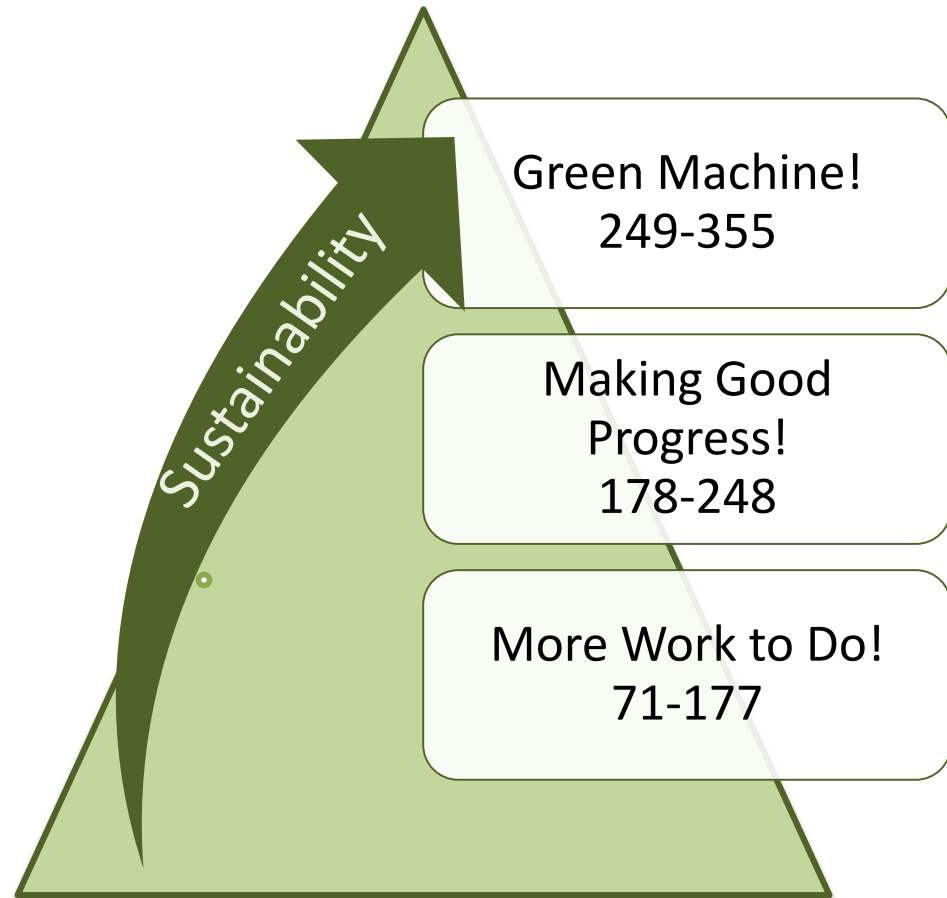 Sustainability
Green Machine!
249-355
Making Good
Progress!
178-248
More Work to Do!
71-177